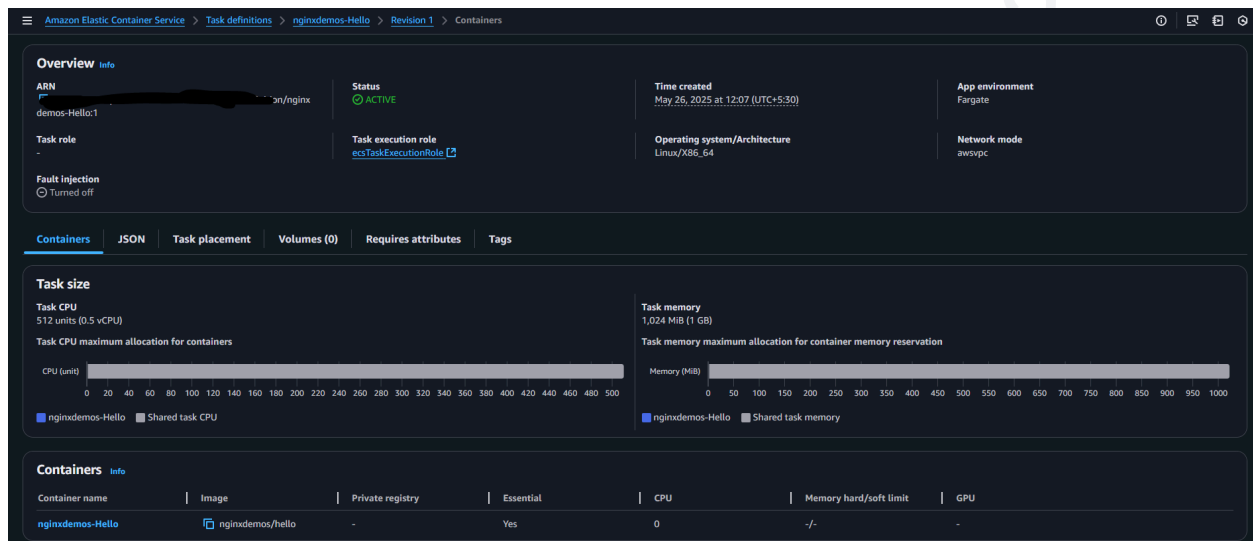 Amazon Elastic Container Service > Task definitions > nginxdemos-Hello > Revision 1 > Containers
Overview Info
ARN
on/nginx
demos-Hello:1
Status
ACTIVE
Time created
May 26, 2025 at 12:07 (UTC+5:30)
App environment
Fargate
Task role
-
Task execution role
ecsTaskExecutionRole
Operating system/Architecture
Linux/X86_64
Network mode
awsvpc
Fault injection
Turned off
Containers JSON Task placement Volumes (0) Requires attributes Tags
Task size
Task CPU
512 units (0.5 vCPU)
Task CPU maximum allocation for containers
CPU (unit)
0 20 40 60 80 100 120 140 160 180 200 220 240 260 280 300 320 340 360 380 400 420 440 460 480 500
nginxdemos-Hello Shared task CPU
Task memory
1,024 MiB (1 GB)
Task memory maximum allocation for container memory reservation
Memory (MiB)
0 50 100 150 200 250 300 350 400 450 500 550 600 650 700 750 800 850 900 950 1000
nginxdemos-Hello Shared task memory
Containers Info
Container name Image Private registry Essential CPU Memory hard/soft limit GPU
nginxdemos-Hello nginxdemos/hello - Yes 0 -/- -